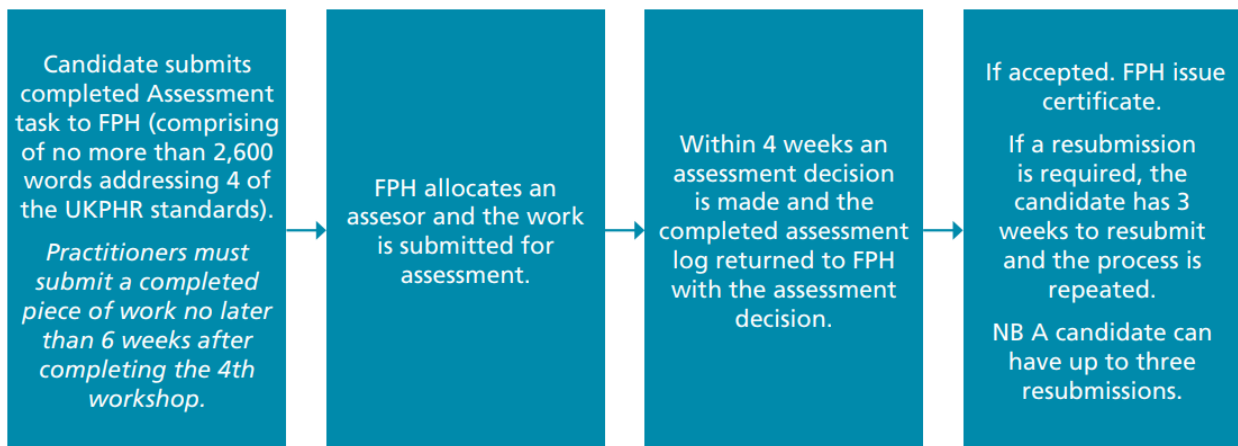 Candidate submits
completed Assessment
task to FPH (comprising
of no more than 2,600
words addressing 4 of
the UKPHR standards).
Practitioners must
submit a completed
piece of work no later
than 6 weeks after
completing the 4th
workshop.
FPH allocates an
assesor and the work
is submitted for
assessment.
Within 4 weeks an
assessment decision
is made and the
completed assessment
log returned to FPH
with the assessment
decision.
If accepted. FPH issue
certificate.
If a resubmission
is required, the
candidate has 3
weeks to resubmit
and the process is
repeated.
NB A candidate can
have up to three
resubmissions.